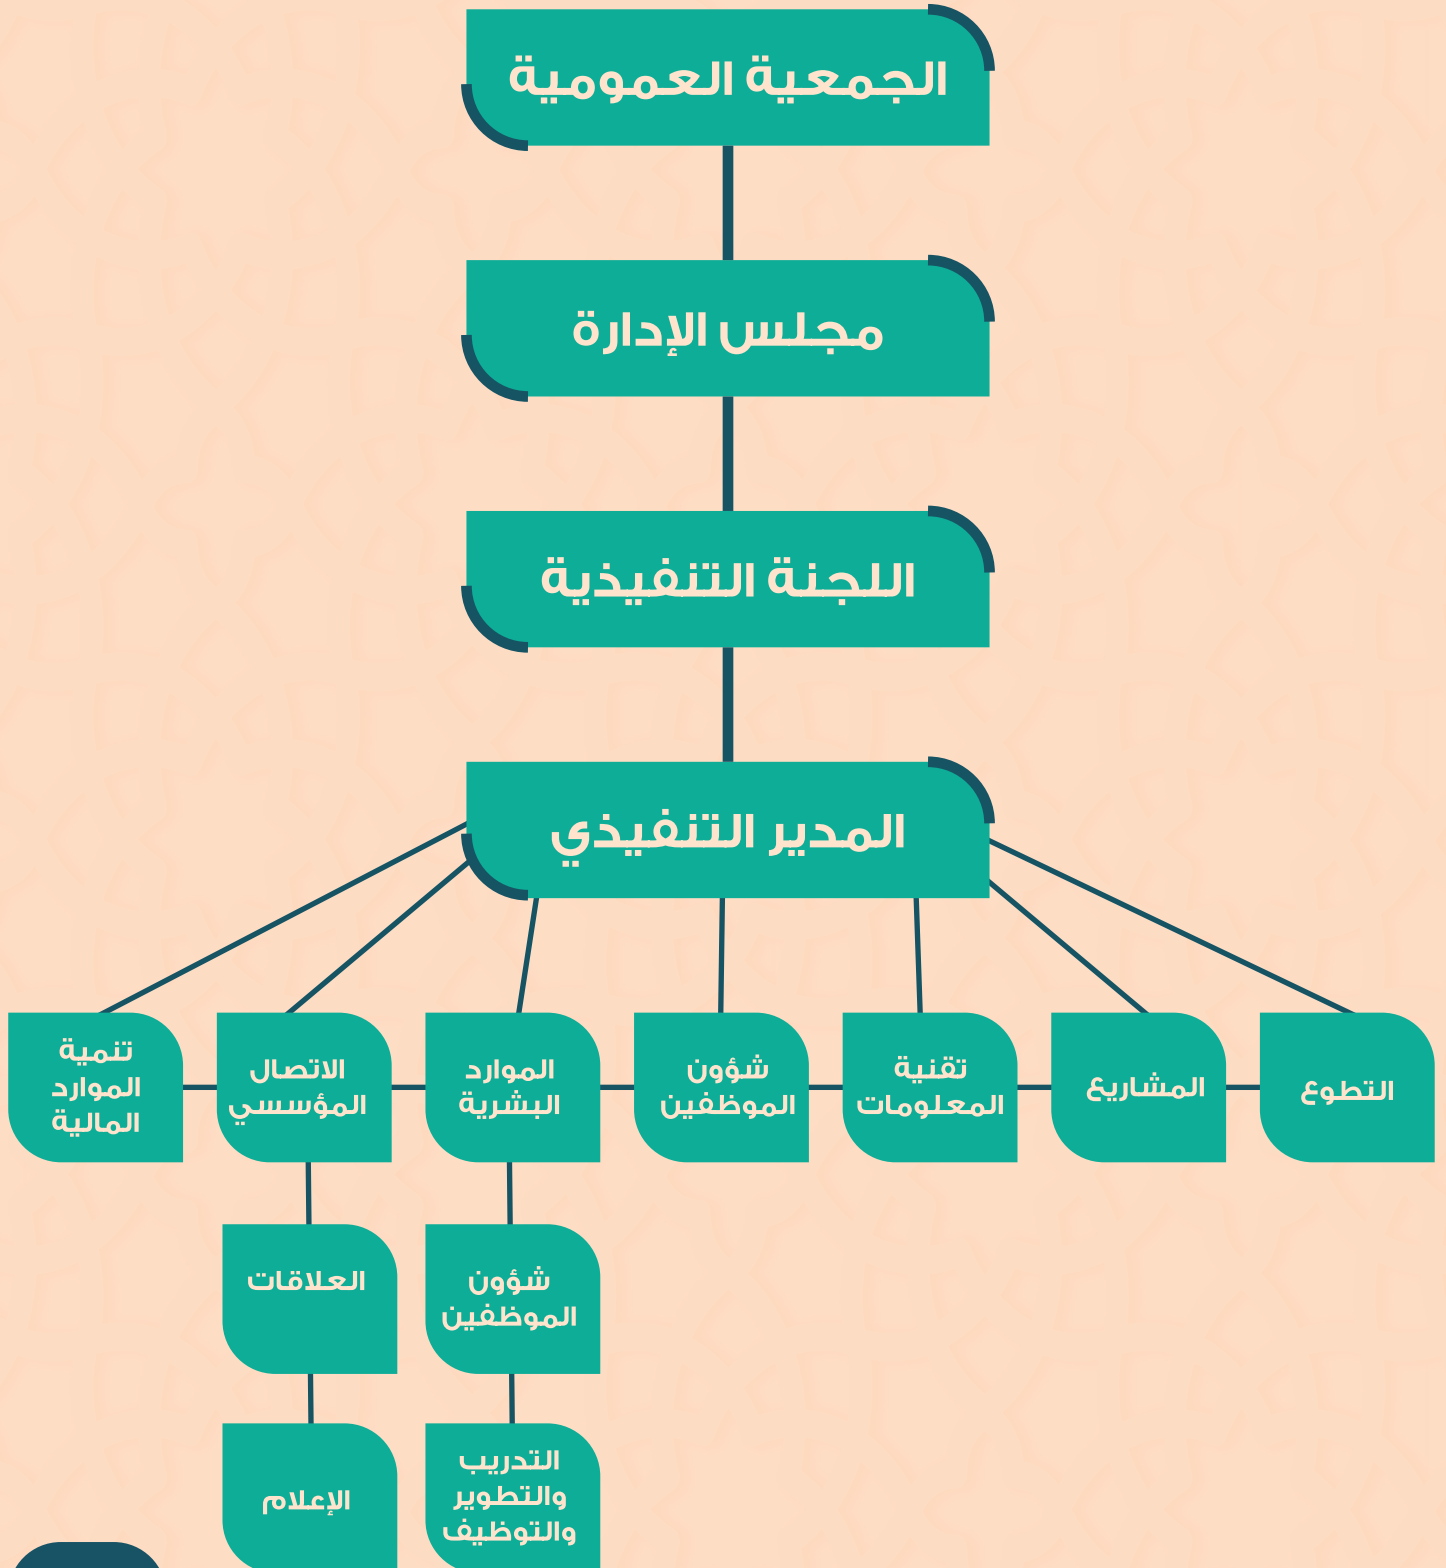 الجمعية العمومية
مجلس الإدارة
اللجنة التنفيذية
المدير التنفيذي
التطوع
المشاريع
تقنية
المعلومات
شؤون
الموظفين
الموارد
البشرية
الاتصال
المؤسسي
تنمية
الموارد
المالية
شؤون
الموظفين
العلاقات
التدريب
والتطوير
والتوظيف
الإعلام